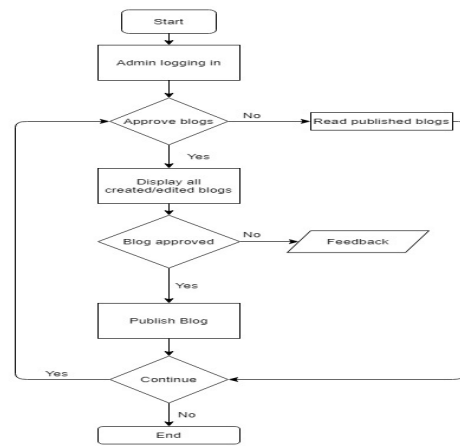 Start
Admin logging in
Approve blogs
No
Read published blogs
Yes
Display all
created/edited blogs
Blog approved
No
Feedback
Yes
Publish Blog
Yes
Continue
No
End